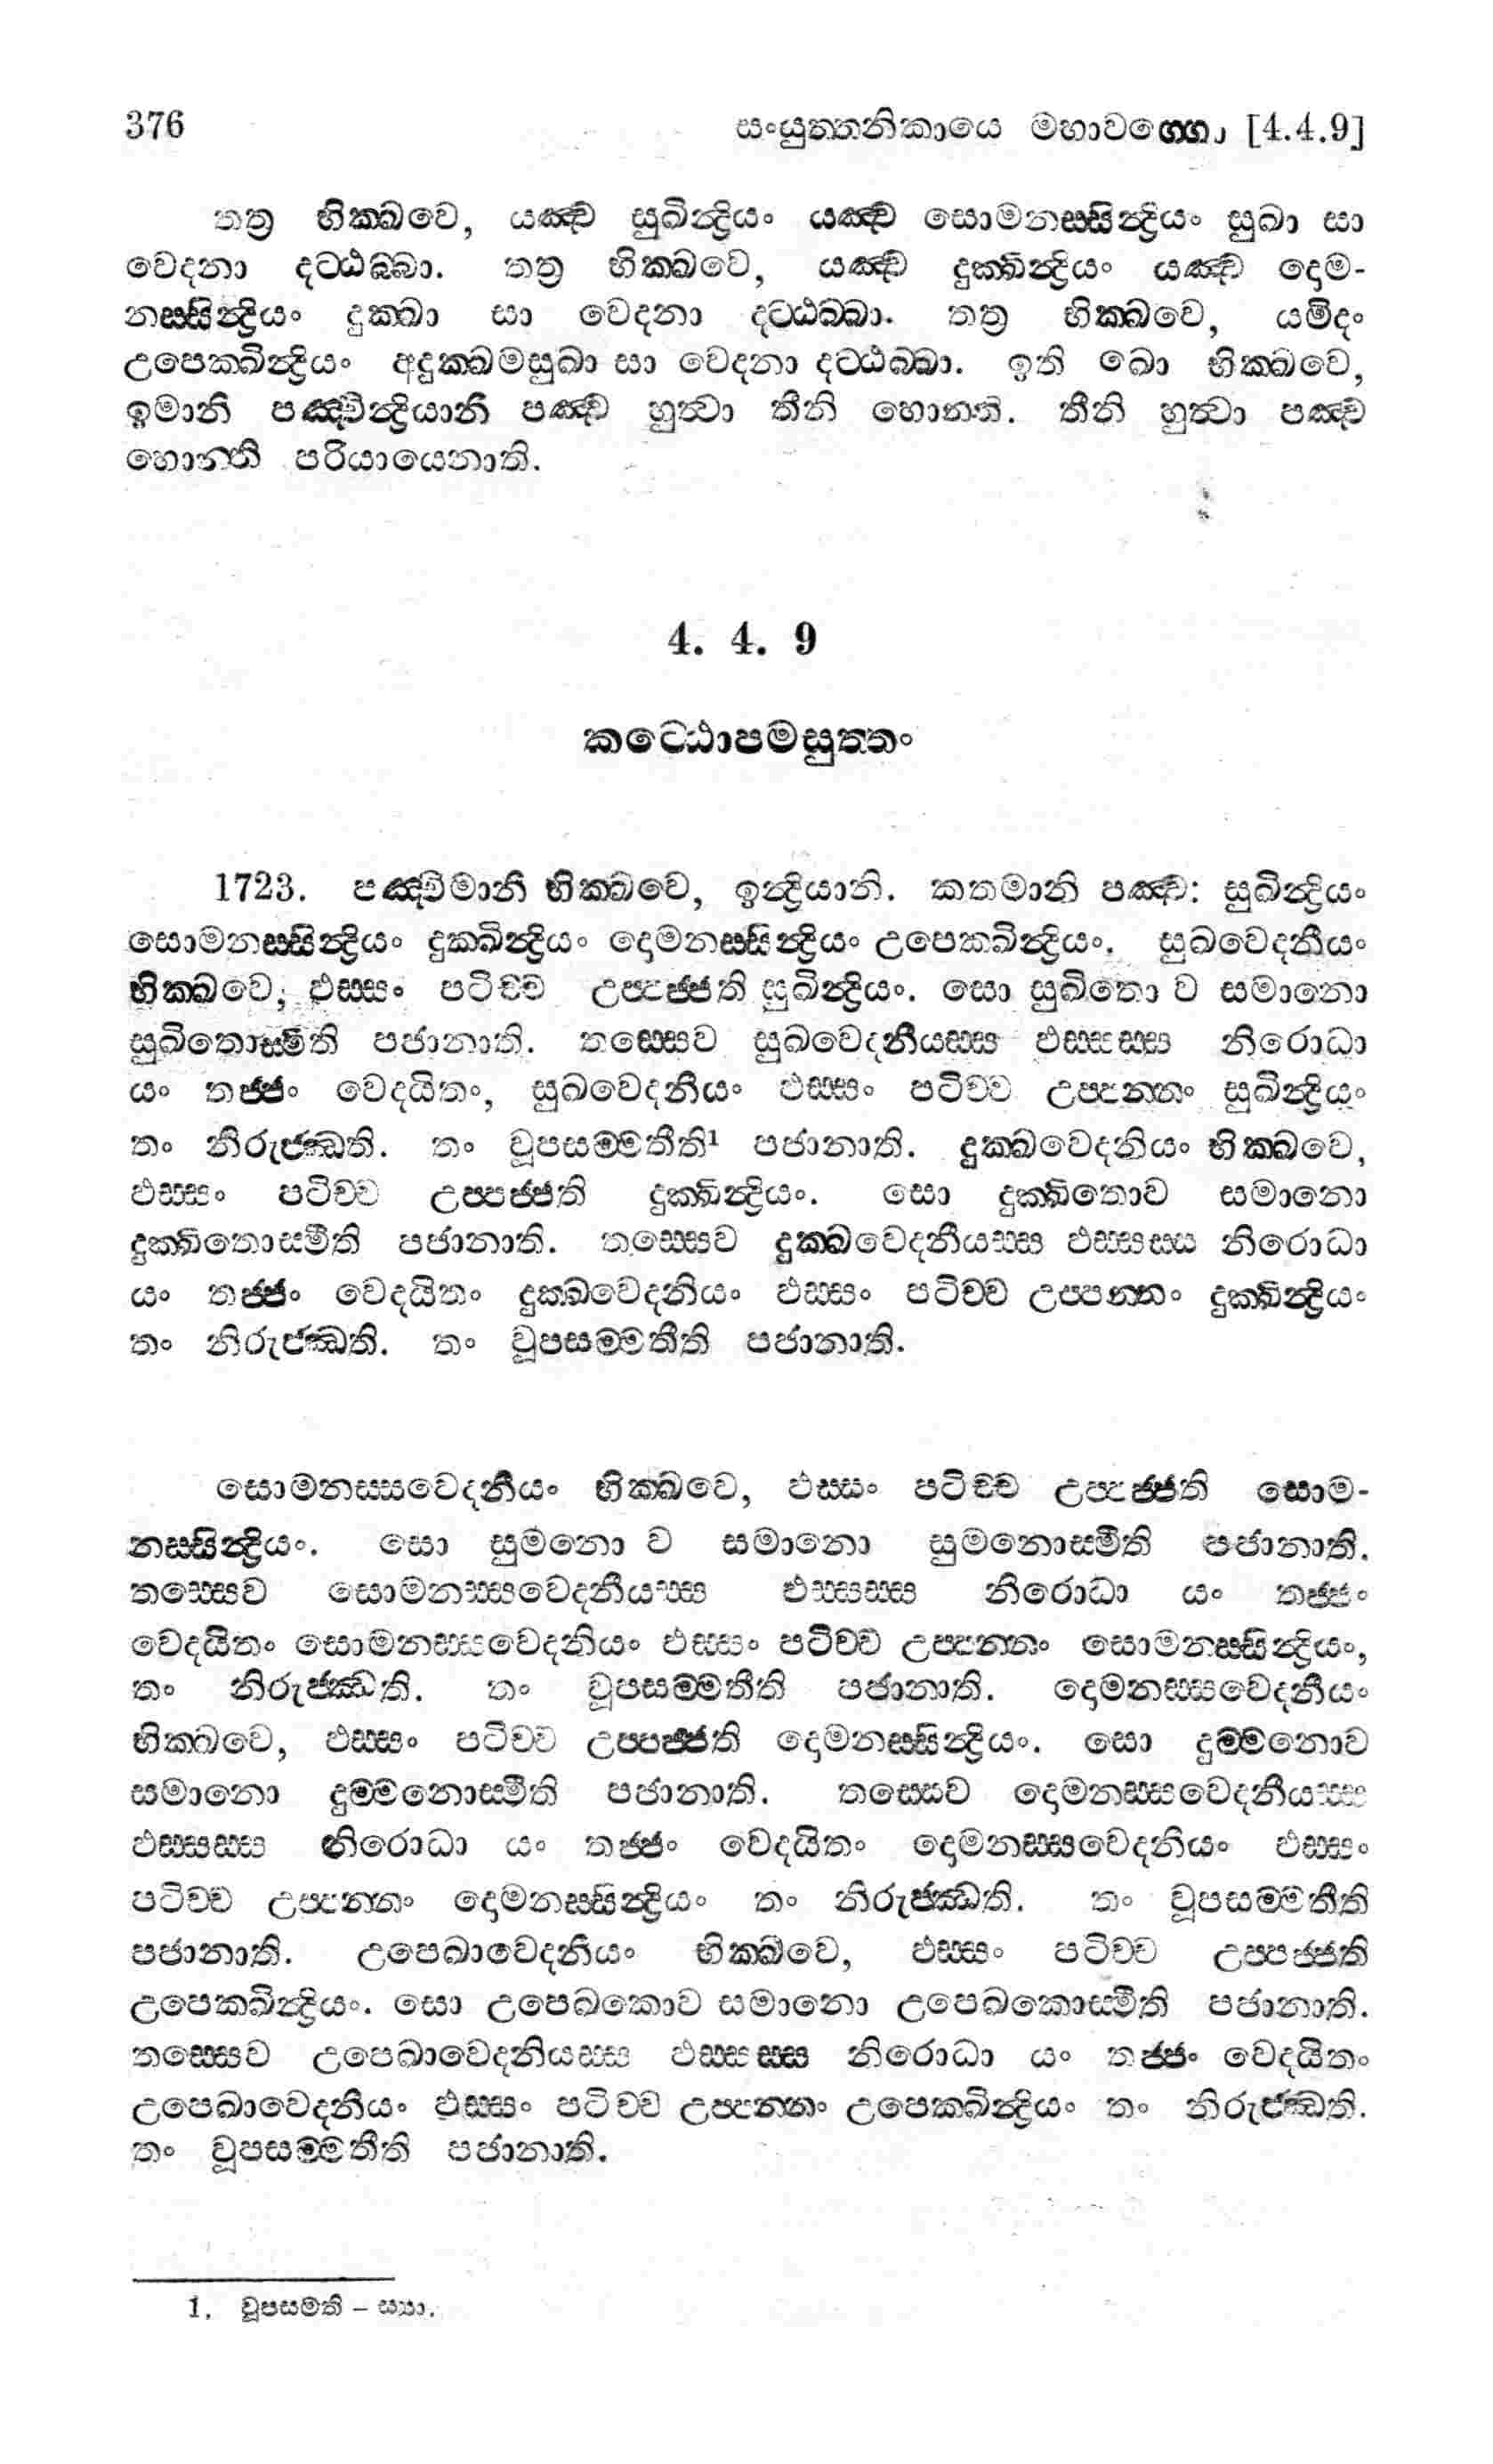 376 සංයුත්තනිකායෙ මහාවග්ගො [4.4.9]
තත්‍ර භික්ඛවෙ, යඤ්ච සුඛින්ද්‍රියං යඤ්ච සොමනස්සින්ද්‍රියං සුඛා සා
වෙදනා දට්ඨබ්බා. තත්‍ර භික්ඛවෙ, යඤ්ච දුක්ඛින්ද්‍රියං යඤ්ච දොම-
නස්සින්ද්‍රියං දුක්ඛා සා වෙදනා දට්ඨබ්බා. තත්‍ර භික්ඛවෙ, යමිදං
උපෙක්ඛින්ද්‍රියං අදුක්ඛමසුඛා සා වෙදනා දට්ඨබ්බා. ඉති ඛො භික්ඛවෙ,
ඉමානි පඤ්චින්ද්‍රියානි පඤ්ච හුත්වා තීනි හොන්ති. තීනි හුත්වා පඤ්ච
හොන්ති පරියායෙනාති.
4. 4. 9
කට්ඨොපමසුත්තං
1723. පඤ්චිමානි භික්ඛවෙ, ඉන්ද්‍රියානි. කතමානි පඤ්ච: සුඛින්ද්‍රියං
සොමනස්සින්ද්‍රියං දුක්ඛින්ද්‍රියං දොමනස්සින්ද්‍රියං උපෙක්ඛින්ද්‍රියං. සුඛවෙදනීයං
භික්ඛවෙ, ඵස්සං පටිච්ච උප්පජ්ජති සුඛින්ද්‍රියං. සො සුඛිතො ව සමානො
සුඛිතොස්මීති පජානාති. තස්සෙව සුඛවෙදනීයස්ස ඵස්සස්ස නිරොධා
යං තජ්ජං වෙදයිතං, සුඛවෙදනීයං ඵස්සං පටිච්ච උප්පන්නං සුඛින්ද්‍රියං
තං නිරුජ්ඣති. තං වූපසම්මතීති¹ පජානාති. දුක්ඛවෙදනියං භික්ඛවෙ,
ඵස්සං පටිච්ච උප්පජ්ජති දුක්ඛින්ද්‍රියං. සො දුක්ඛිතොව සමානො
දුක්ඛිතොස්මීති පජානාති. තස්සෙව දුක්ඛවෙදනීයස්ස ඵස්සස්ස නිරොධා
යං තජ්ජං වෙදයිතං දුක්ඛවෙදනියං ඵස්සං පටිච්ච උප්පන්නං දුක්ඛින්ද්‍රියං
තං නිරුජ්ඣති. තං වූපසම්මතීති පජානාති.
සොමනස්සවෙදනීයං භික්ඛවෙ, ඵස්සං පටිච්ච උප්පජ්ජති සොම-
නස්සින්ද්‍රියං. සො සුමනො ව සමානො සුමනොස්මීති පජානාති.
තස්සෙව සොමනස්සවෙදනීයස්ස ඵස්සස්ස නිරොධා යං තජ්ජං
වෙදයිතං සොමනස්සවෙදනියං ඵස්සං පටිච්ච උප්පන්නං සොමනස්සින්ද්‍රියං,
තං නිරුජ්ඣති. තං වූපසම්මතීති පජානාති. දොමනස්සවෙදනීයං
භික්ඛවෙ, ඵස්සං පටිච්ච උප්පජ්ජති දොමනස්සින්ද්‍රියං. සො දුම්මනොව
සමානො දුම්මනොස්මීති පජානාති. තස්සෙව දොමනස්සවෙදනීයස්ස
ඵස්සස්ස නිරොධා යං තජ්ජං වෙදයිතං දොමනස්සවෙදනියං ඵස්සං
පටිච්ච උප්පන්නං දොමනස්සින්ද්‍රියං තං නිරුජ්ඣති. තං වූපසම්මතීති
පජානාති. උපෙඛාවෙදනීයං භික්ඛවෙ, ඵස්සං පටිච්ච උප්පජ්ජති
උපෙක්ඛින්ද්‍රියං. සො උපෙඛකොව සමානො උපෙඛකොස්මීති පජානාති.
තස්සෙව උපෙඛාවෙදනියස්ස ඵස්සස්ස නිරොධා යං තජ්ජං වෙදයිතං
උපෙඛාවෙදනීයං ඵස්සං පටිච්ච උප්පන්නං උපෙක්ඛින්ද්‍රියං තං නිරුජ්ඣති.
තං වූපසම්මතීති පජානාති.
1. වූපසමති – ස්‍යා.